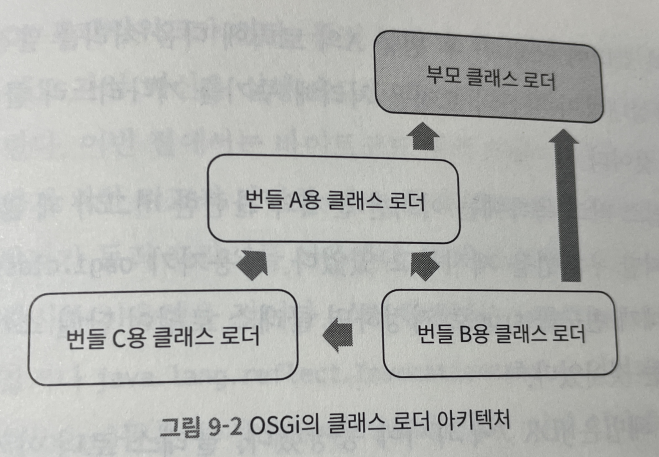 부모 클래스 로더
번들 A용 클래스 로더
번들 C용 클래스 로더
번들 B용 클래스 로더
그림 9-2 OSGi의 클래스 로더 아키텍처